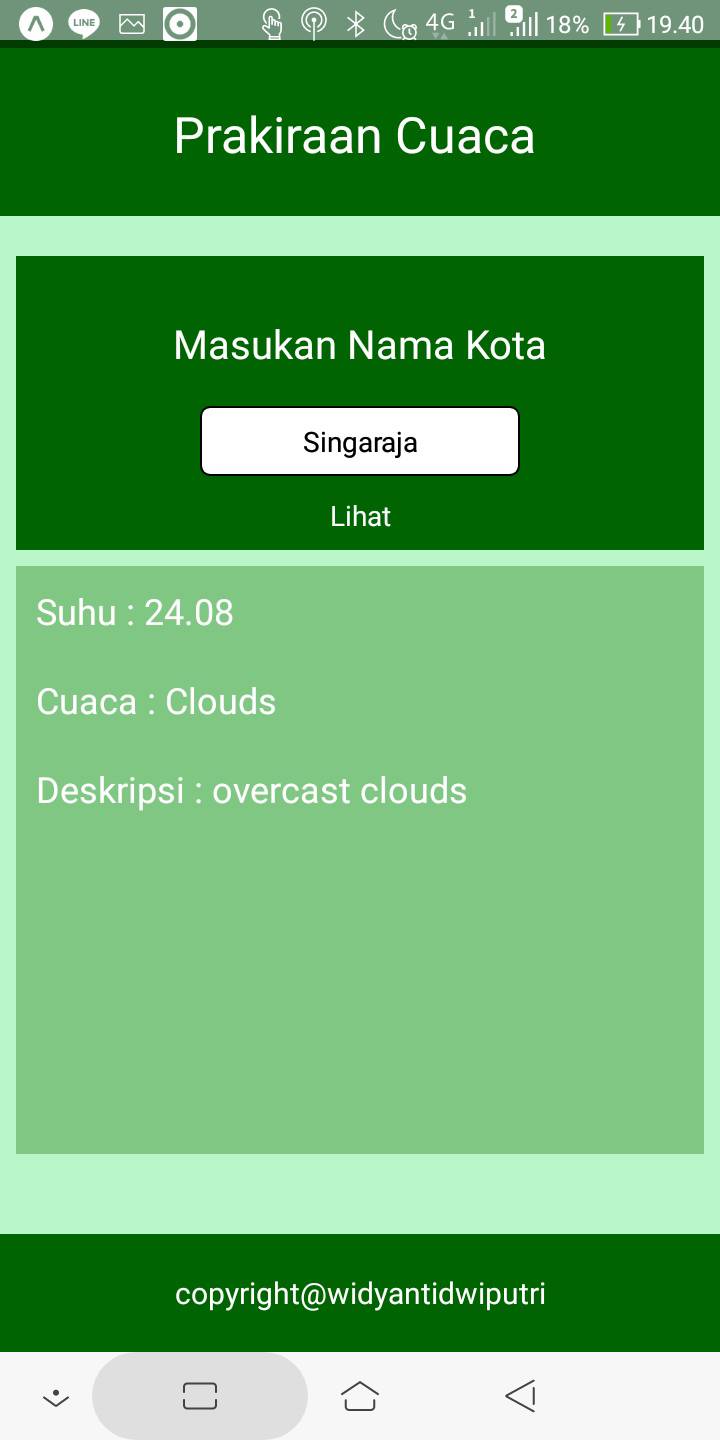 LINE
4G
1
2
18%
19.40
Prakiraan Cuaca
Masukan Nama Kota
Singaraja
Lihat
Suhu : 24.08
Cuaca : Clouds
Deskripsi : overcast clouds
copyright@widyantidwiputri